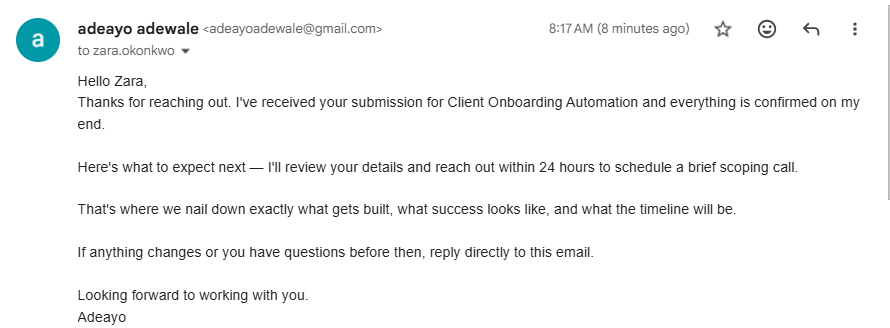 a
adeayo adewale <adeayoadewale@gmail.com>
8:17 AM (8 minutes ago)
to zara.okonkwo
Hello Zara,
Thanks for reaching out. I've received your submission for Client Onboarding Automation and everything is confirmed on my
end.
Here's what to expect next — I'll review your details and reach out within 24 hours to schedule a brief scoping call.
That's where we nail down exactly what gets built, what success looks like, and what the timeline will be.
If anything changes or you have questions before then, reply directly to this email.
Looking forward to working with you.
Adeayo